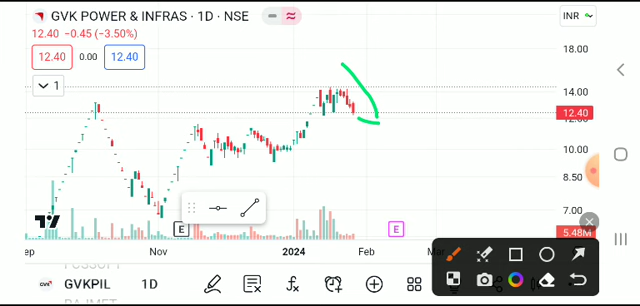 GVK POWER & INFRAS · 1D · NSE
INR
12.40 −0.45 (−3.50%)
12.40 0.00 12.40
1
18.00
14.00
12.40
12.00
10.00
8.50
7.00
5.48M
E
E
Nov 2024 Feb Mar
GVKPIL 1D